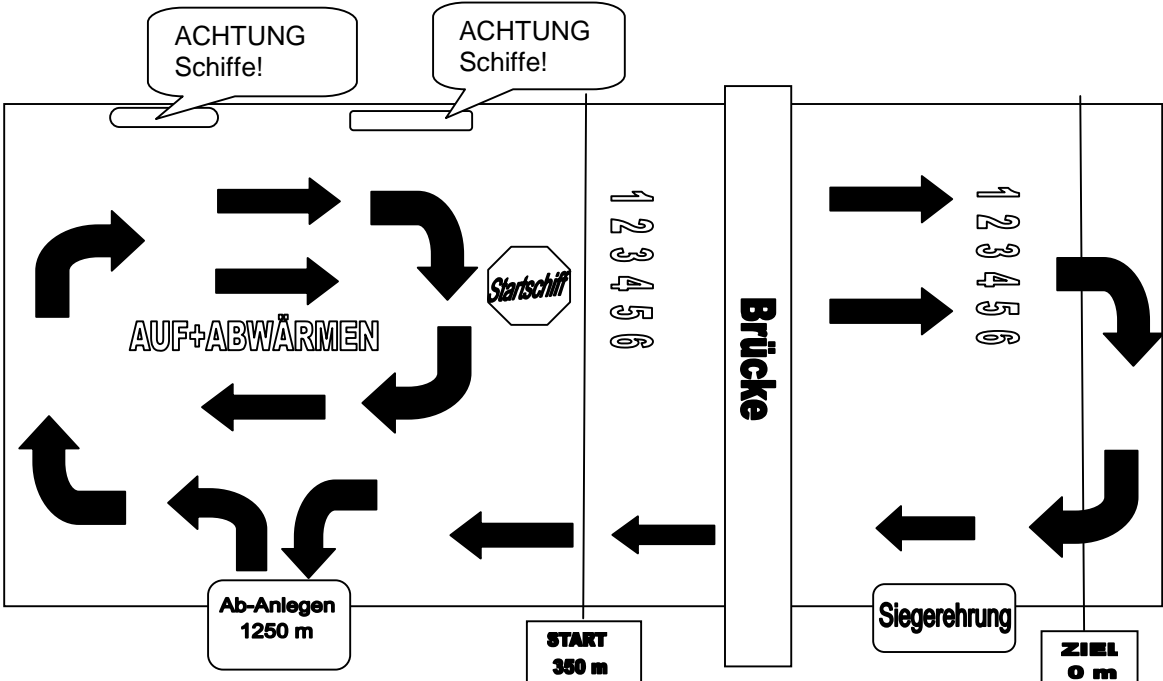 ACHTUNG
Schiffe!
ACHTUNG
Schiffe!
1 2 3 4 5 6
Startschiff
AUF+ABWÄRMEN
Brücke
1 2 3 4 5 6
Ab-Anlegen
1250 m
START
350 m
Siegerehrung
ZIEL
0 m